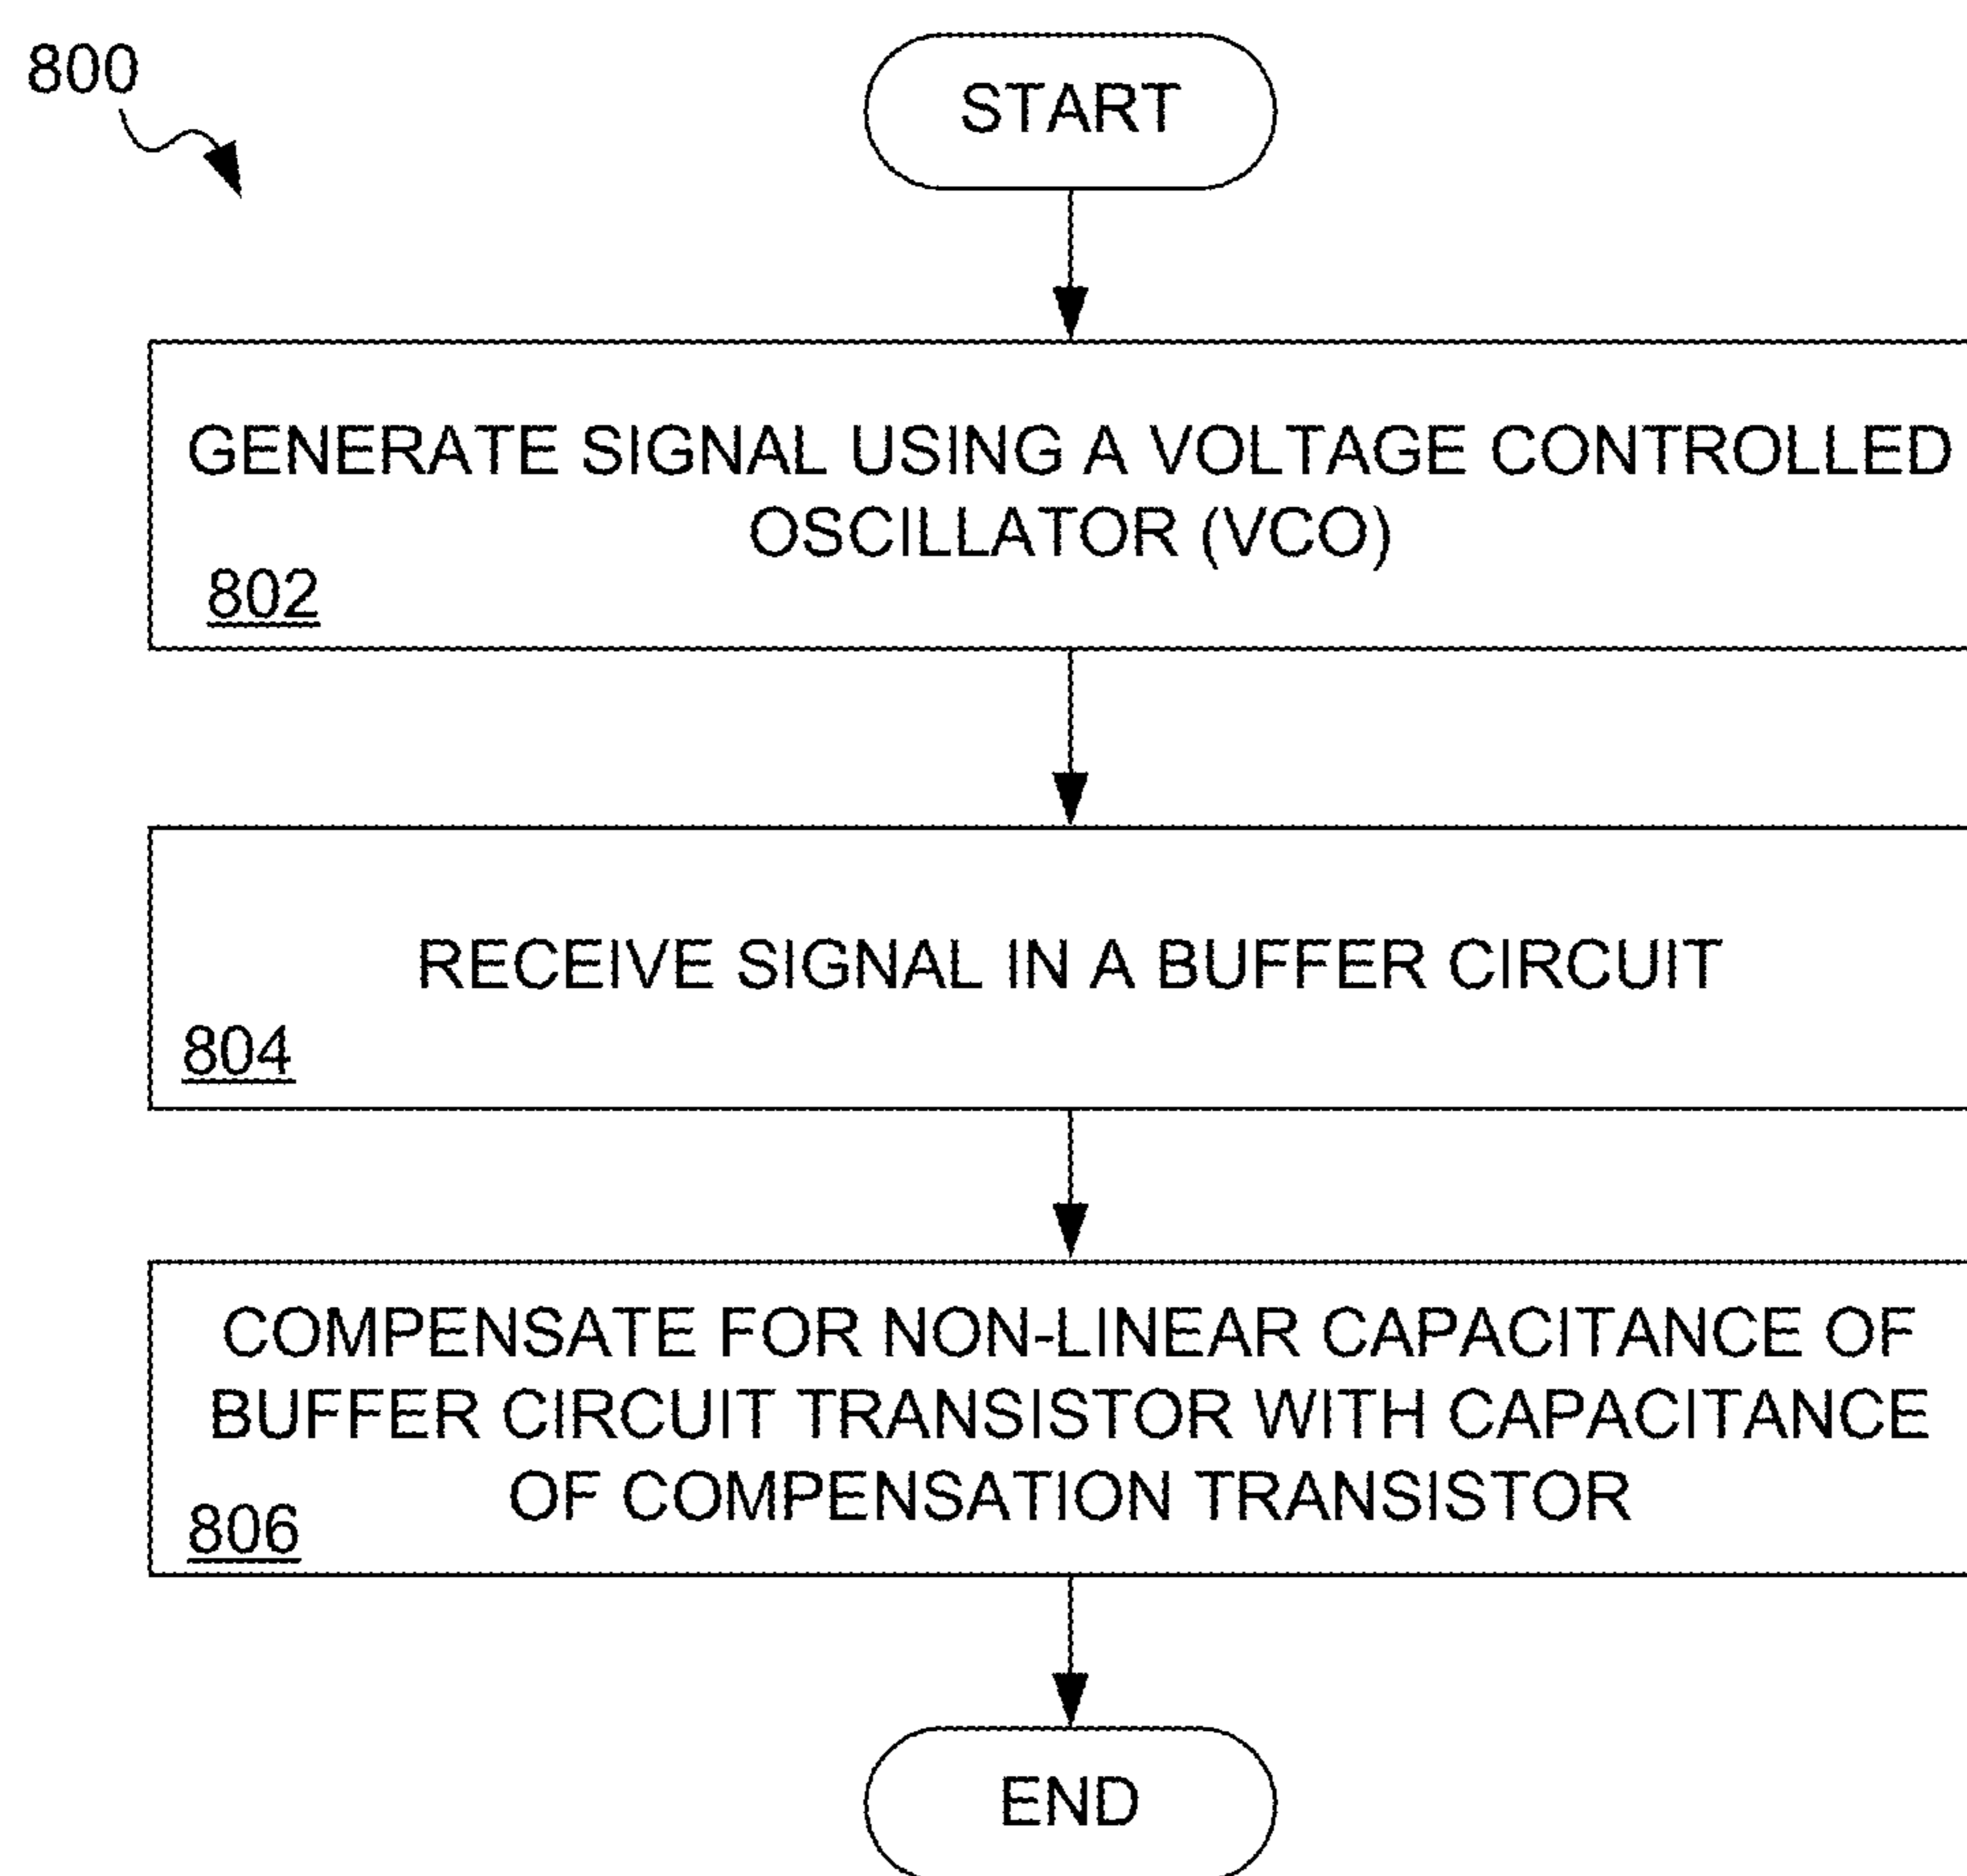 800
START
GENERATE SIGNAL USING A VOLTAGE CONTROLLED
OSCILLATOR (VCO)
802
RECEIVE SIGNAL IN A BUFFER CIRCUIT
804
COMPENSATE FOR NON-LINEAR CAPACITANCE OF
BUFFER CIRCUIT TRANSISTOR WITH CAPACITANCE
OF COMPENSATION TRANSISTOR
806
END